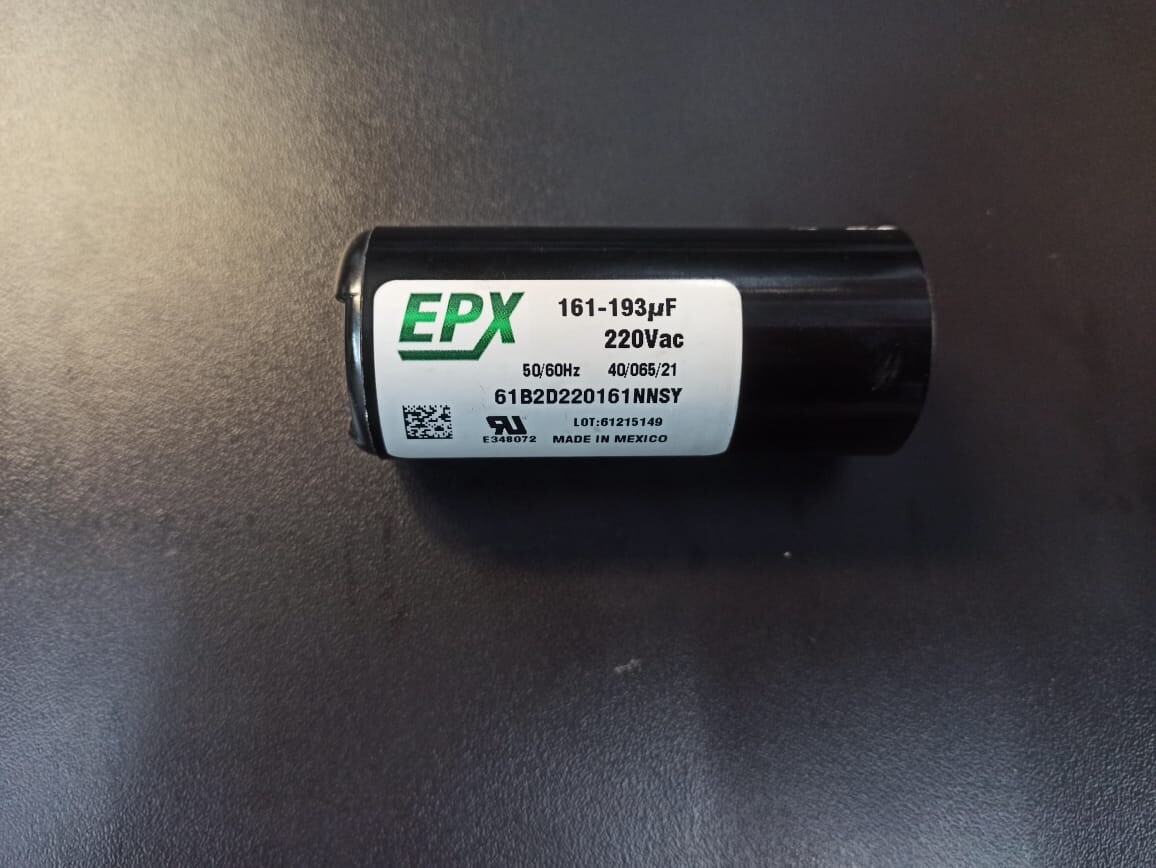 EPX
161-193µF
220Vac
50/60Hz 40/065/21
61B2D220161NNSY
LOT:61215149
E348072 MADE IN MEXICO